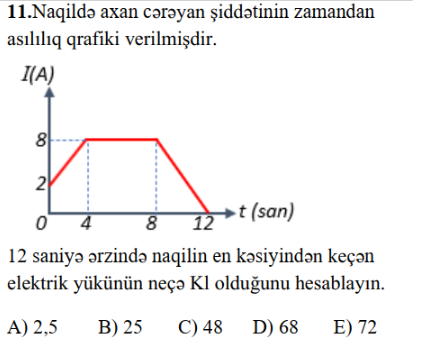 11.Naqildə axan cərəyan şiddətinin zamandan
asılılıq qrafiki verilmişdir.
I(A)
8
2
0 4 8 12 t (san)
12 saniyə ərzində naqilin en kəsiyindən keçən
elektrik yükünün neçə Kl olduğunu hesablayın.
A) 2,5 B) 25 C) 48 D) 68 E) 72